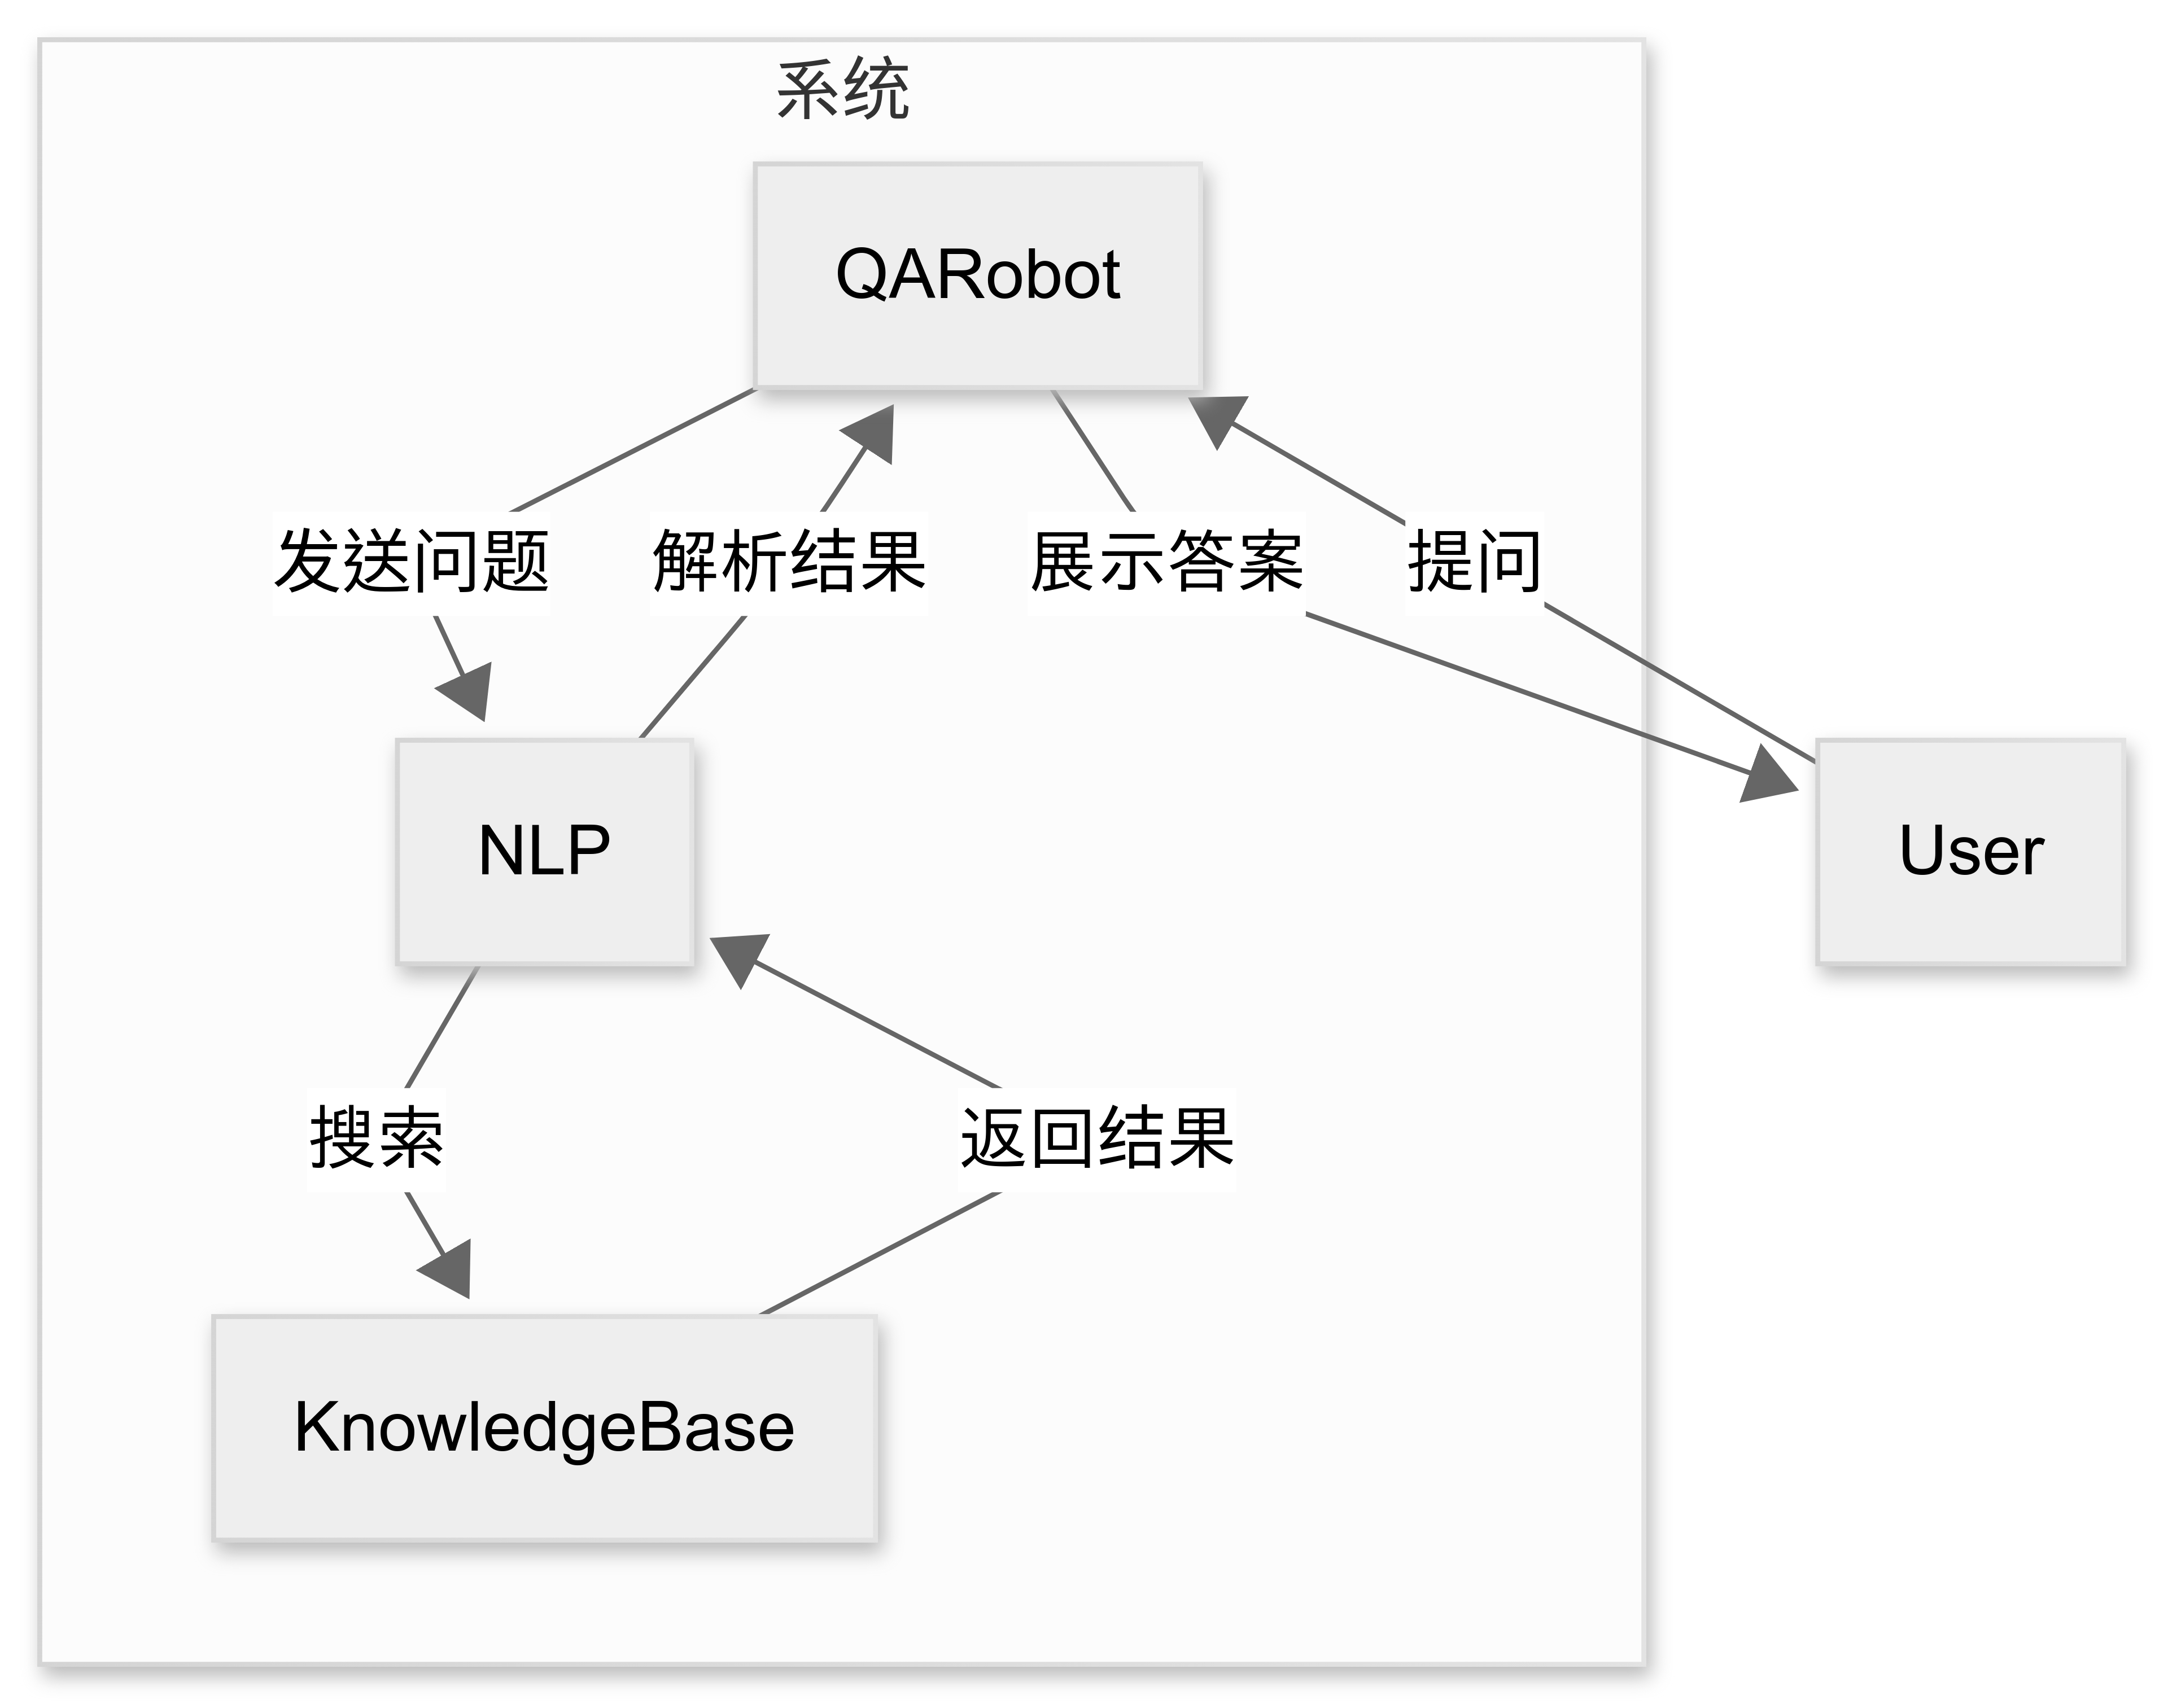 系统
QARobot
发送问题
解析结果
展示答案
提问
NLP
User
搜索
返回结果
KnowledgeBase